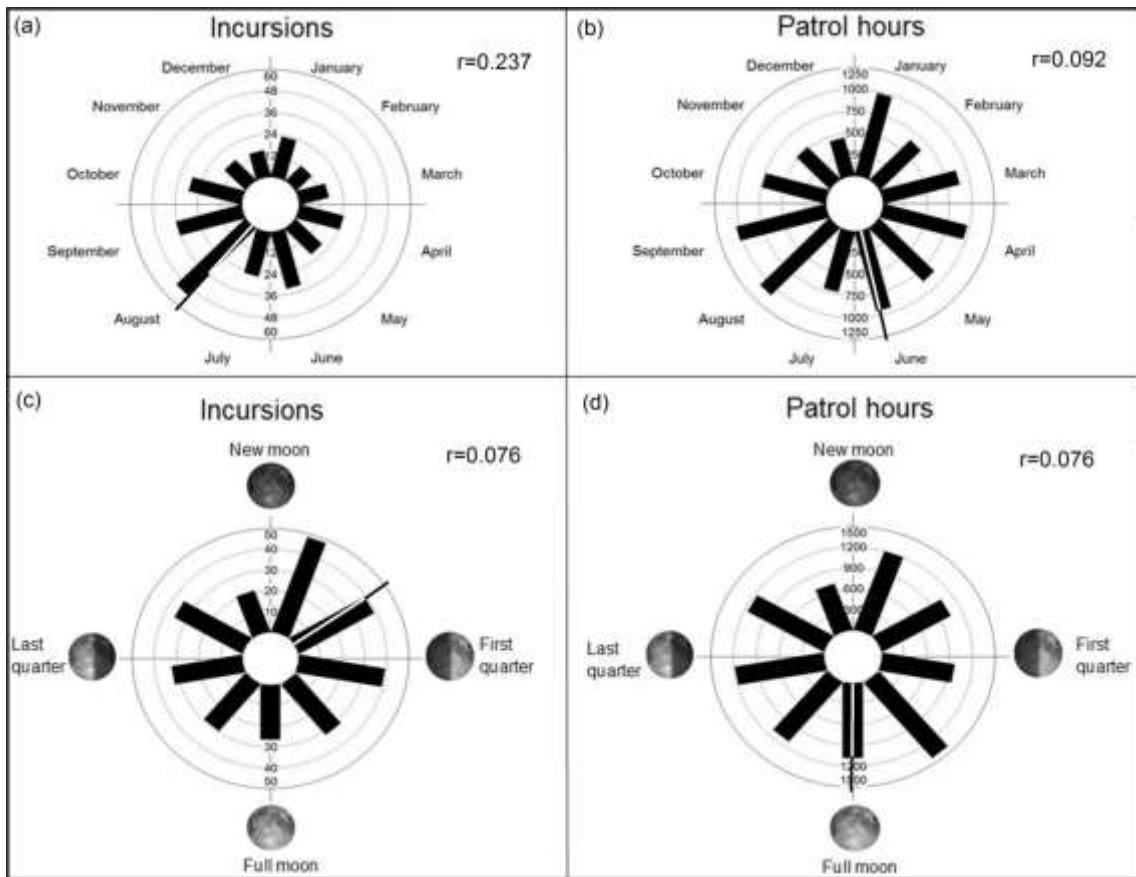 (a)
Incursions
r=0.237
December
January
November
February
October
March
September
April
August
May
July
June
60
48
36
24
12
24
36
48
60
(b)
Patrol hours
r=0.092
December
January
November
February
October
March
September
April
August
May
July
June
1250
1000
500
250
500
750
1000
1250
(c)
Incursions
r=0.076
New moon
50
40
30
20
10
Last
quarter
First
quarter
30
40
50
Full moon
(d)
Patrol hours
r=0.076
New moon
1500
1200
900
600
Last
quarter
First
quarter
1200
Full moon